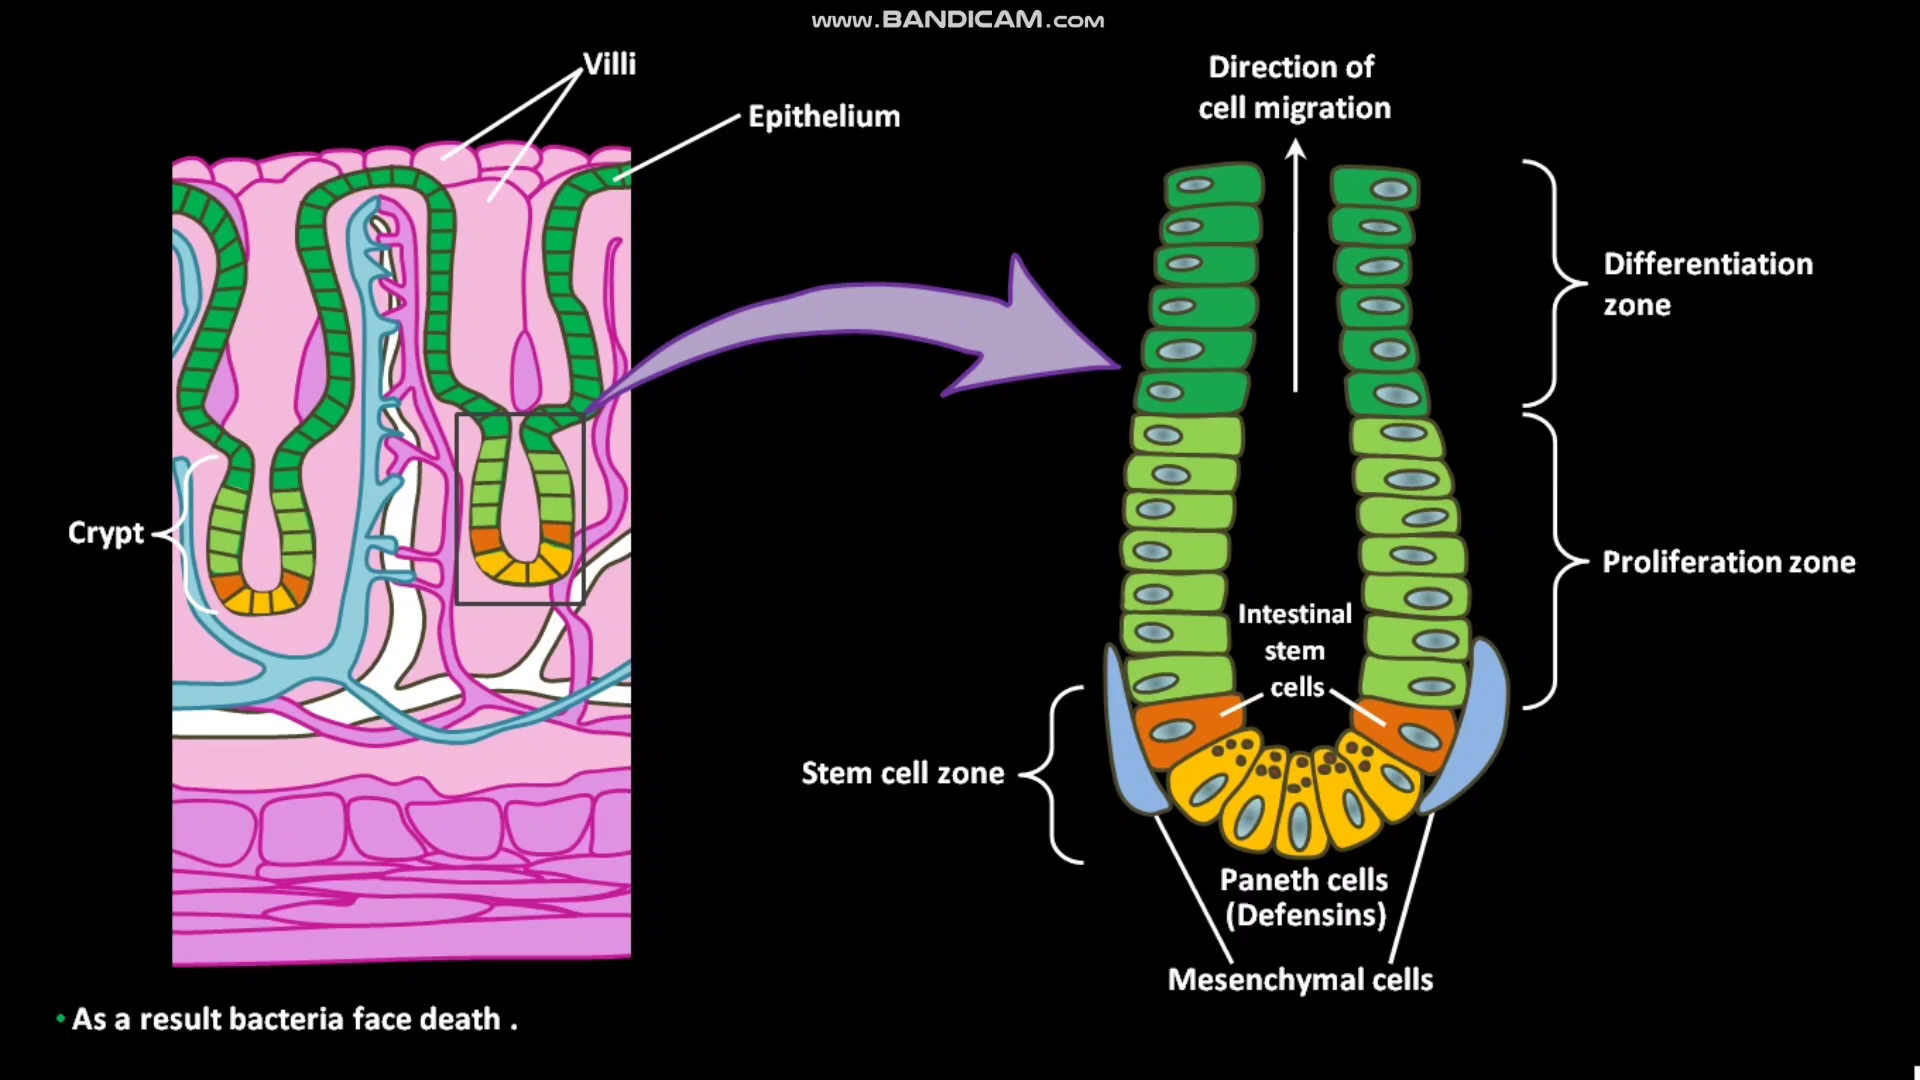 www.BANDICAM.com
Villi
Epithelium
Crypt
Direction of
cell migration
Differentiation
zone
Proliferation zone
Intestinal
stem
cells
Stem cell zone
Paneth cells
(Defensins)
Mesenchymal cells
• As a result bacteria face death .